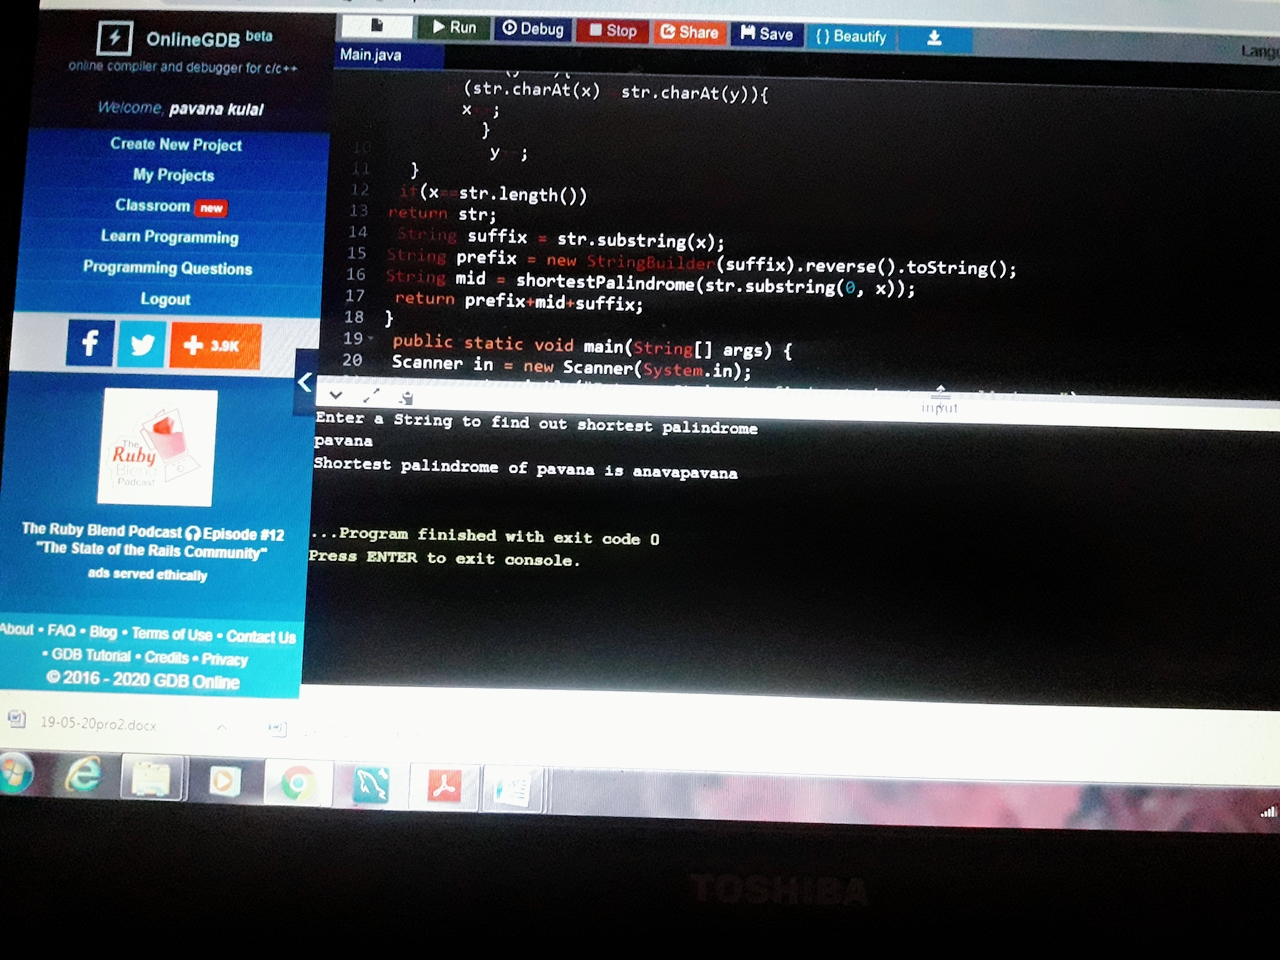 OnlineGDB beta
online compiler and debugger for c/c++
Welcome, pavana kulal
Create New Project
My Projects
Classroom new
Learn Programming
Programming Questions
Logout
3.9K
The
Ruby
Blend
Podcast
The Ruby Blend Podcast Episode #12
"The State of the Rails Community"
ads served ethically
About • FAQ • Blog • Terms of Use • Contact Us
• GDB Tutorial • Credits • Privacy
© 2016 - 2020 GDB Online
Run Debug Stop Share Save {} Beautify
Main.java
(str.charAt(x) str.charAt(y)){
x ;
}
10 y ;
11 }
12 if(x==str.length())
13 return str;
14 String suffix = str.substring(x);
15 String prefix = new StringBuilder(suffix).reverse().toString();
16 String mid = shortestPalindrome(str.substring(0, x));
17 return prefix+mid+suffix;
18 }
19 public static void main(String[] args) {
20 Scanner in = new Scanner(System.in);
input
Enter a String to find out shortest palindrome
pavana
Shortest palindrome of pavana is anavapavana
...Program finished with exit code 0
Press ENTER to exit console.
19-05-20pro2.docx
TOSHIBA